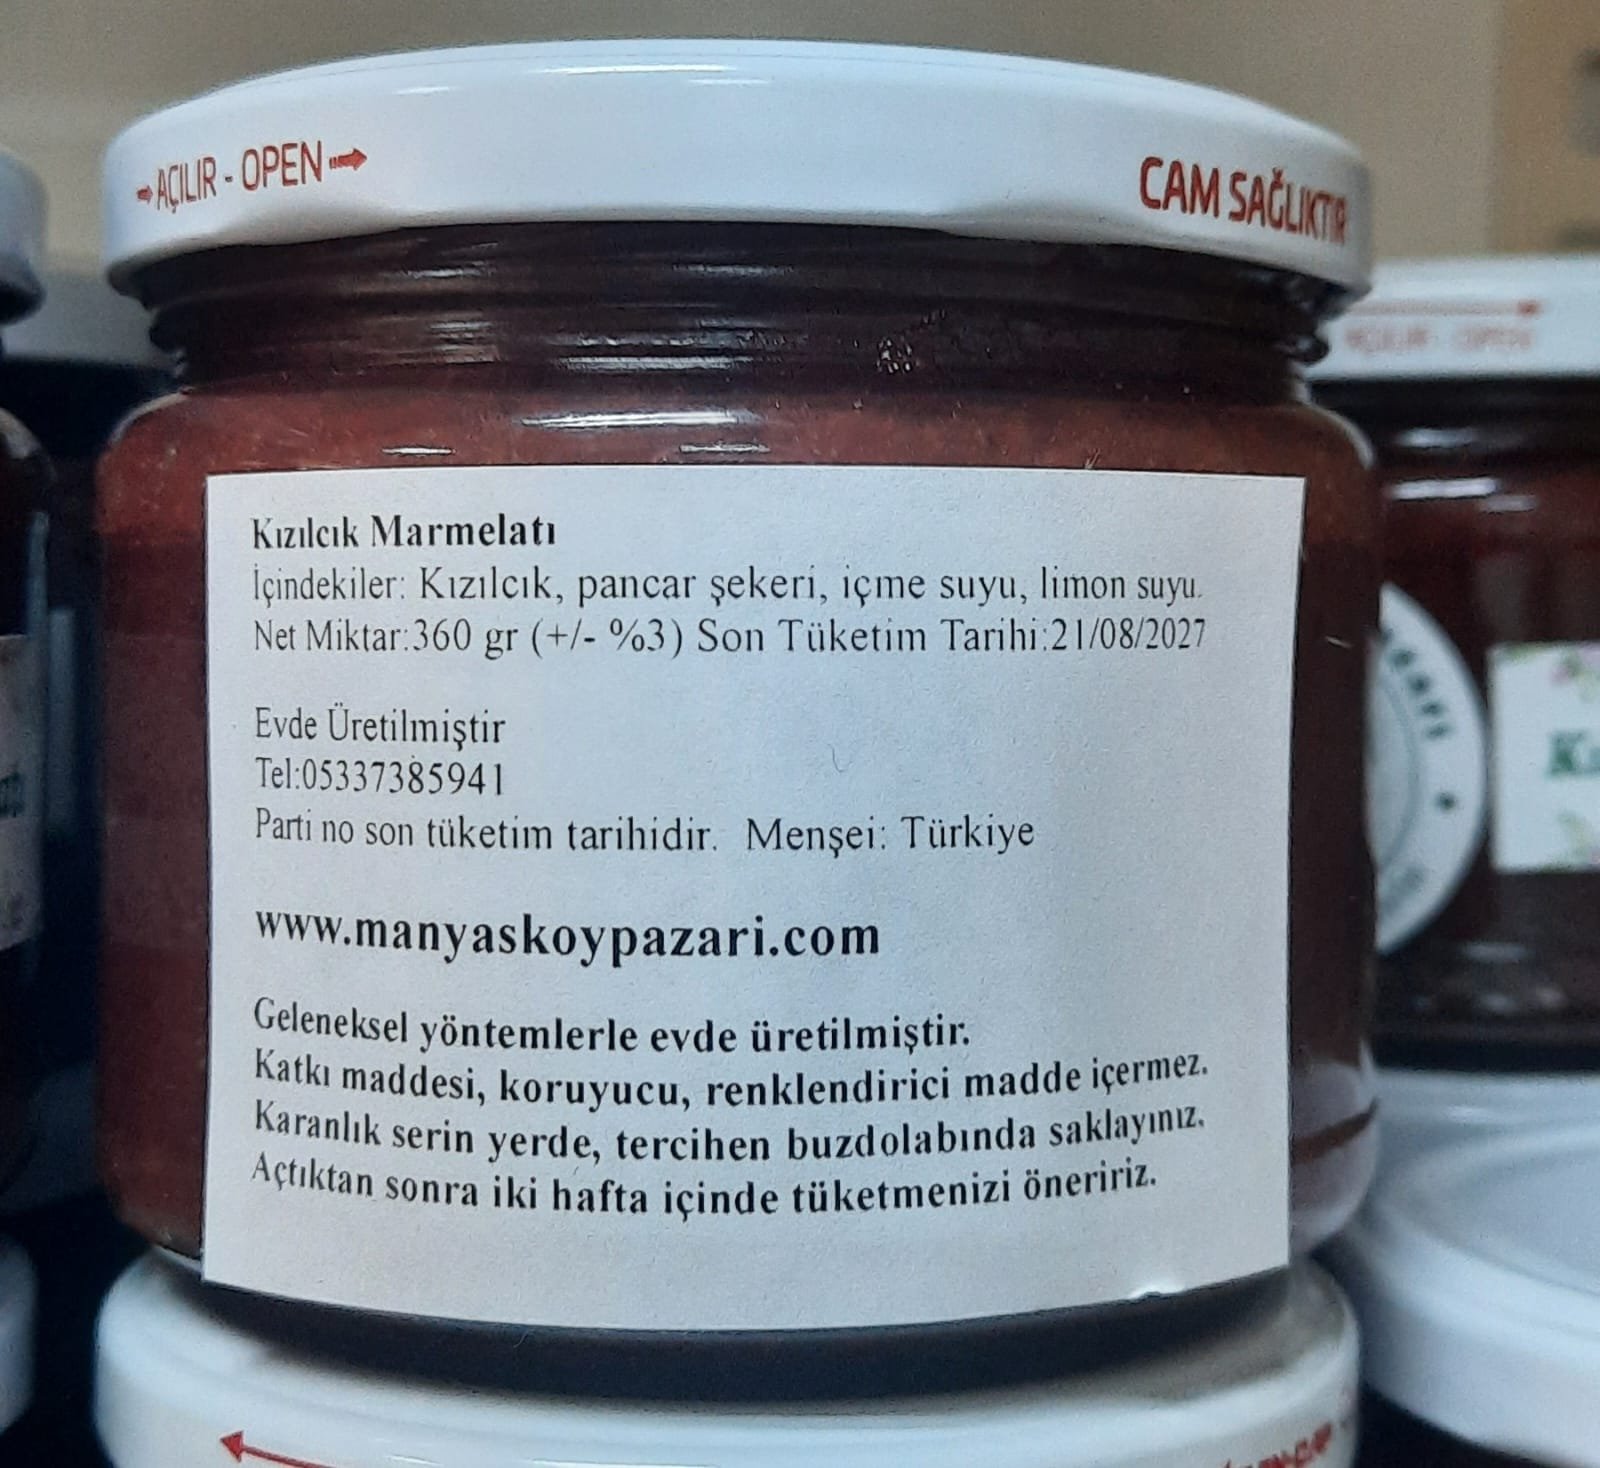 AÇILIR - OPEN
CAM SAĞLIKTIR
AÇILIR - OPEN
Kızılcık Marmelatı
İçindekiler: Kızılcık, pancar şekeri, içme suyu, limon suyu.
Net Miktar:360 gr (+/- %3) Son Tüketim Tarihi:21/08/2027
Evde Üretilmiştir
Tel:05337385941
Parti no son tüketim tarihidir. Menşei: Türkiye
www.manyaskoypazari.com
Geleneksel yöntemlerle evde üretilmiştir.
Katkı maddesi, koruyucu, renklendirici madde içermez.
Karanlık serin yerde, tercihen buzdolabında saklayınız.
Açtıktan sonra iki hafta içinde tüketmenizi öneririz.